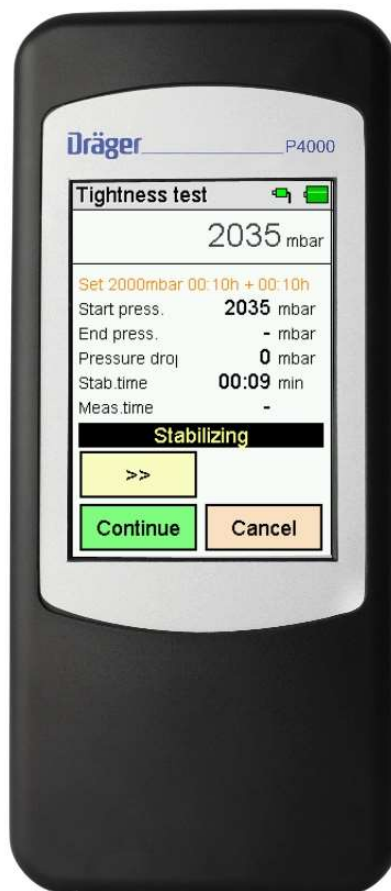 Dräger P4000
Tightness test
2035 mbar
Set 2000mbar 00:10h + 00:10h
Start press. 2035 mbar
End press. - mbar
Pressure droj 0 mbar
Stab.time 00:09 min
Meas.time -
Stabilizing
>>
Continue Cancel